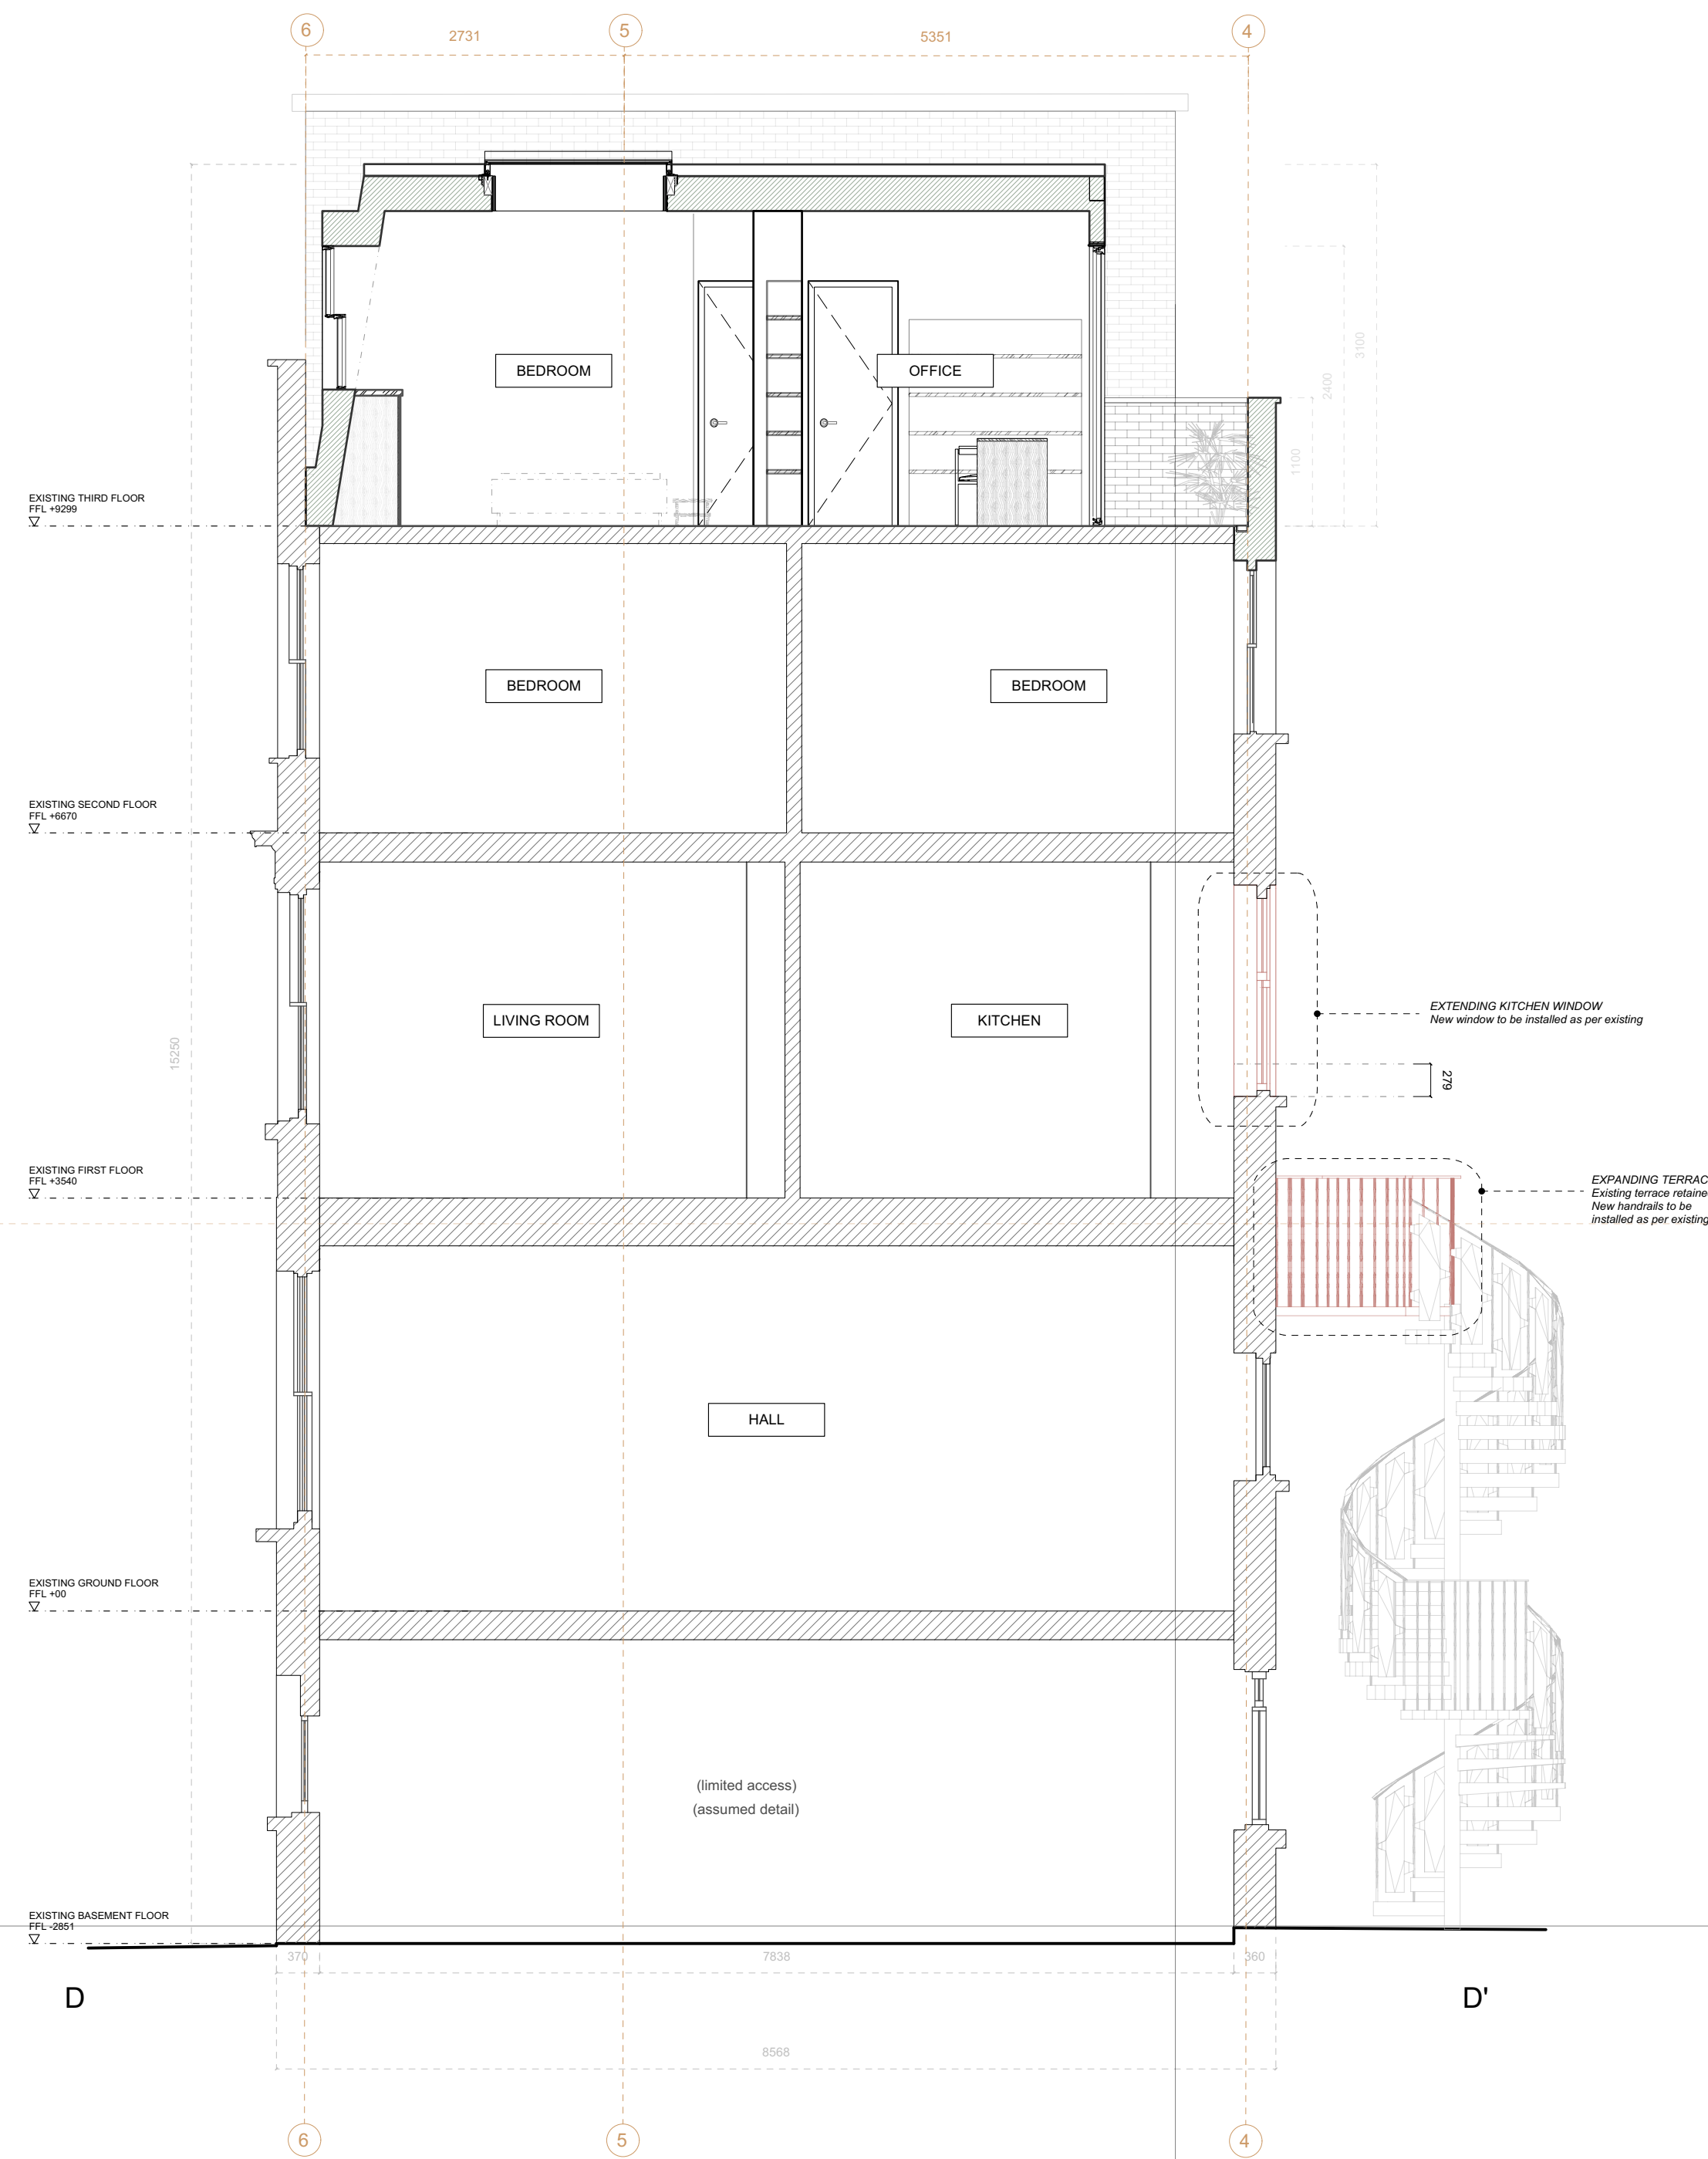 6
5
4
2731
5351
3100
2400
1100
BEDROOM
OFFICE
EXISTING THIRD FLOOR
FFL +9299
BEDROOM
BEDROOM
EXISTING SECOND FLOOR
FFL +6670
LIVING ROOM
KITCHEN
EXTENDING KITCHEN WINDOW
New window to be installed as per existing
15250
279
EXISTING FIRST FLOOR
FFL +3540
EXPANDING TERRAC
Existing terrace retaine
New handrails to be
installed as per existing
HALL
EXISTING GROUND FLOOR
FFL +00
(limited access)
(assumed detail)
EXISTING BASEMENT FLOOR
FFL -2851
370
7838
360
D
D'
8568
6
5
4